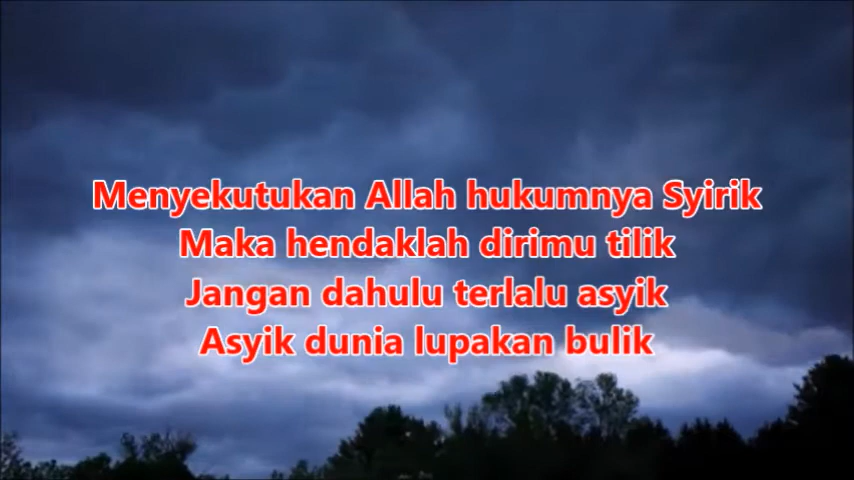 Menyekutukan Allah hukumnya Syirik
Maka hendaklah dirimu tilik
Jangan dahulu terlalu asyik
Asyik dunia lupakan bulik